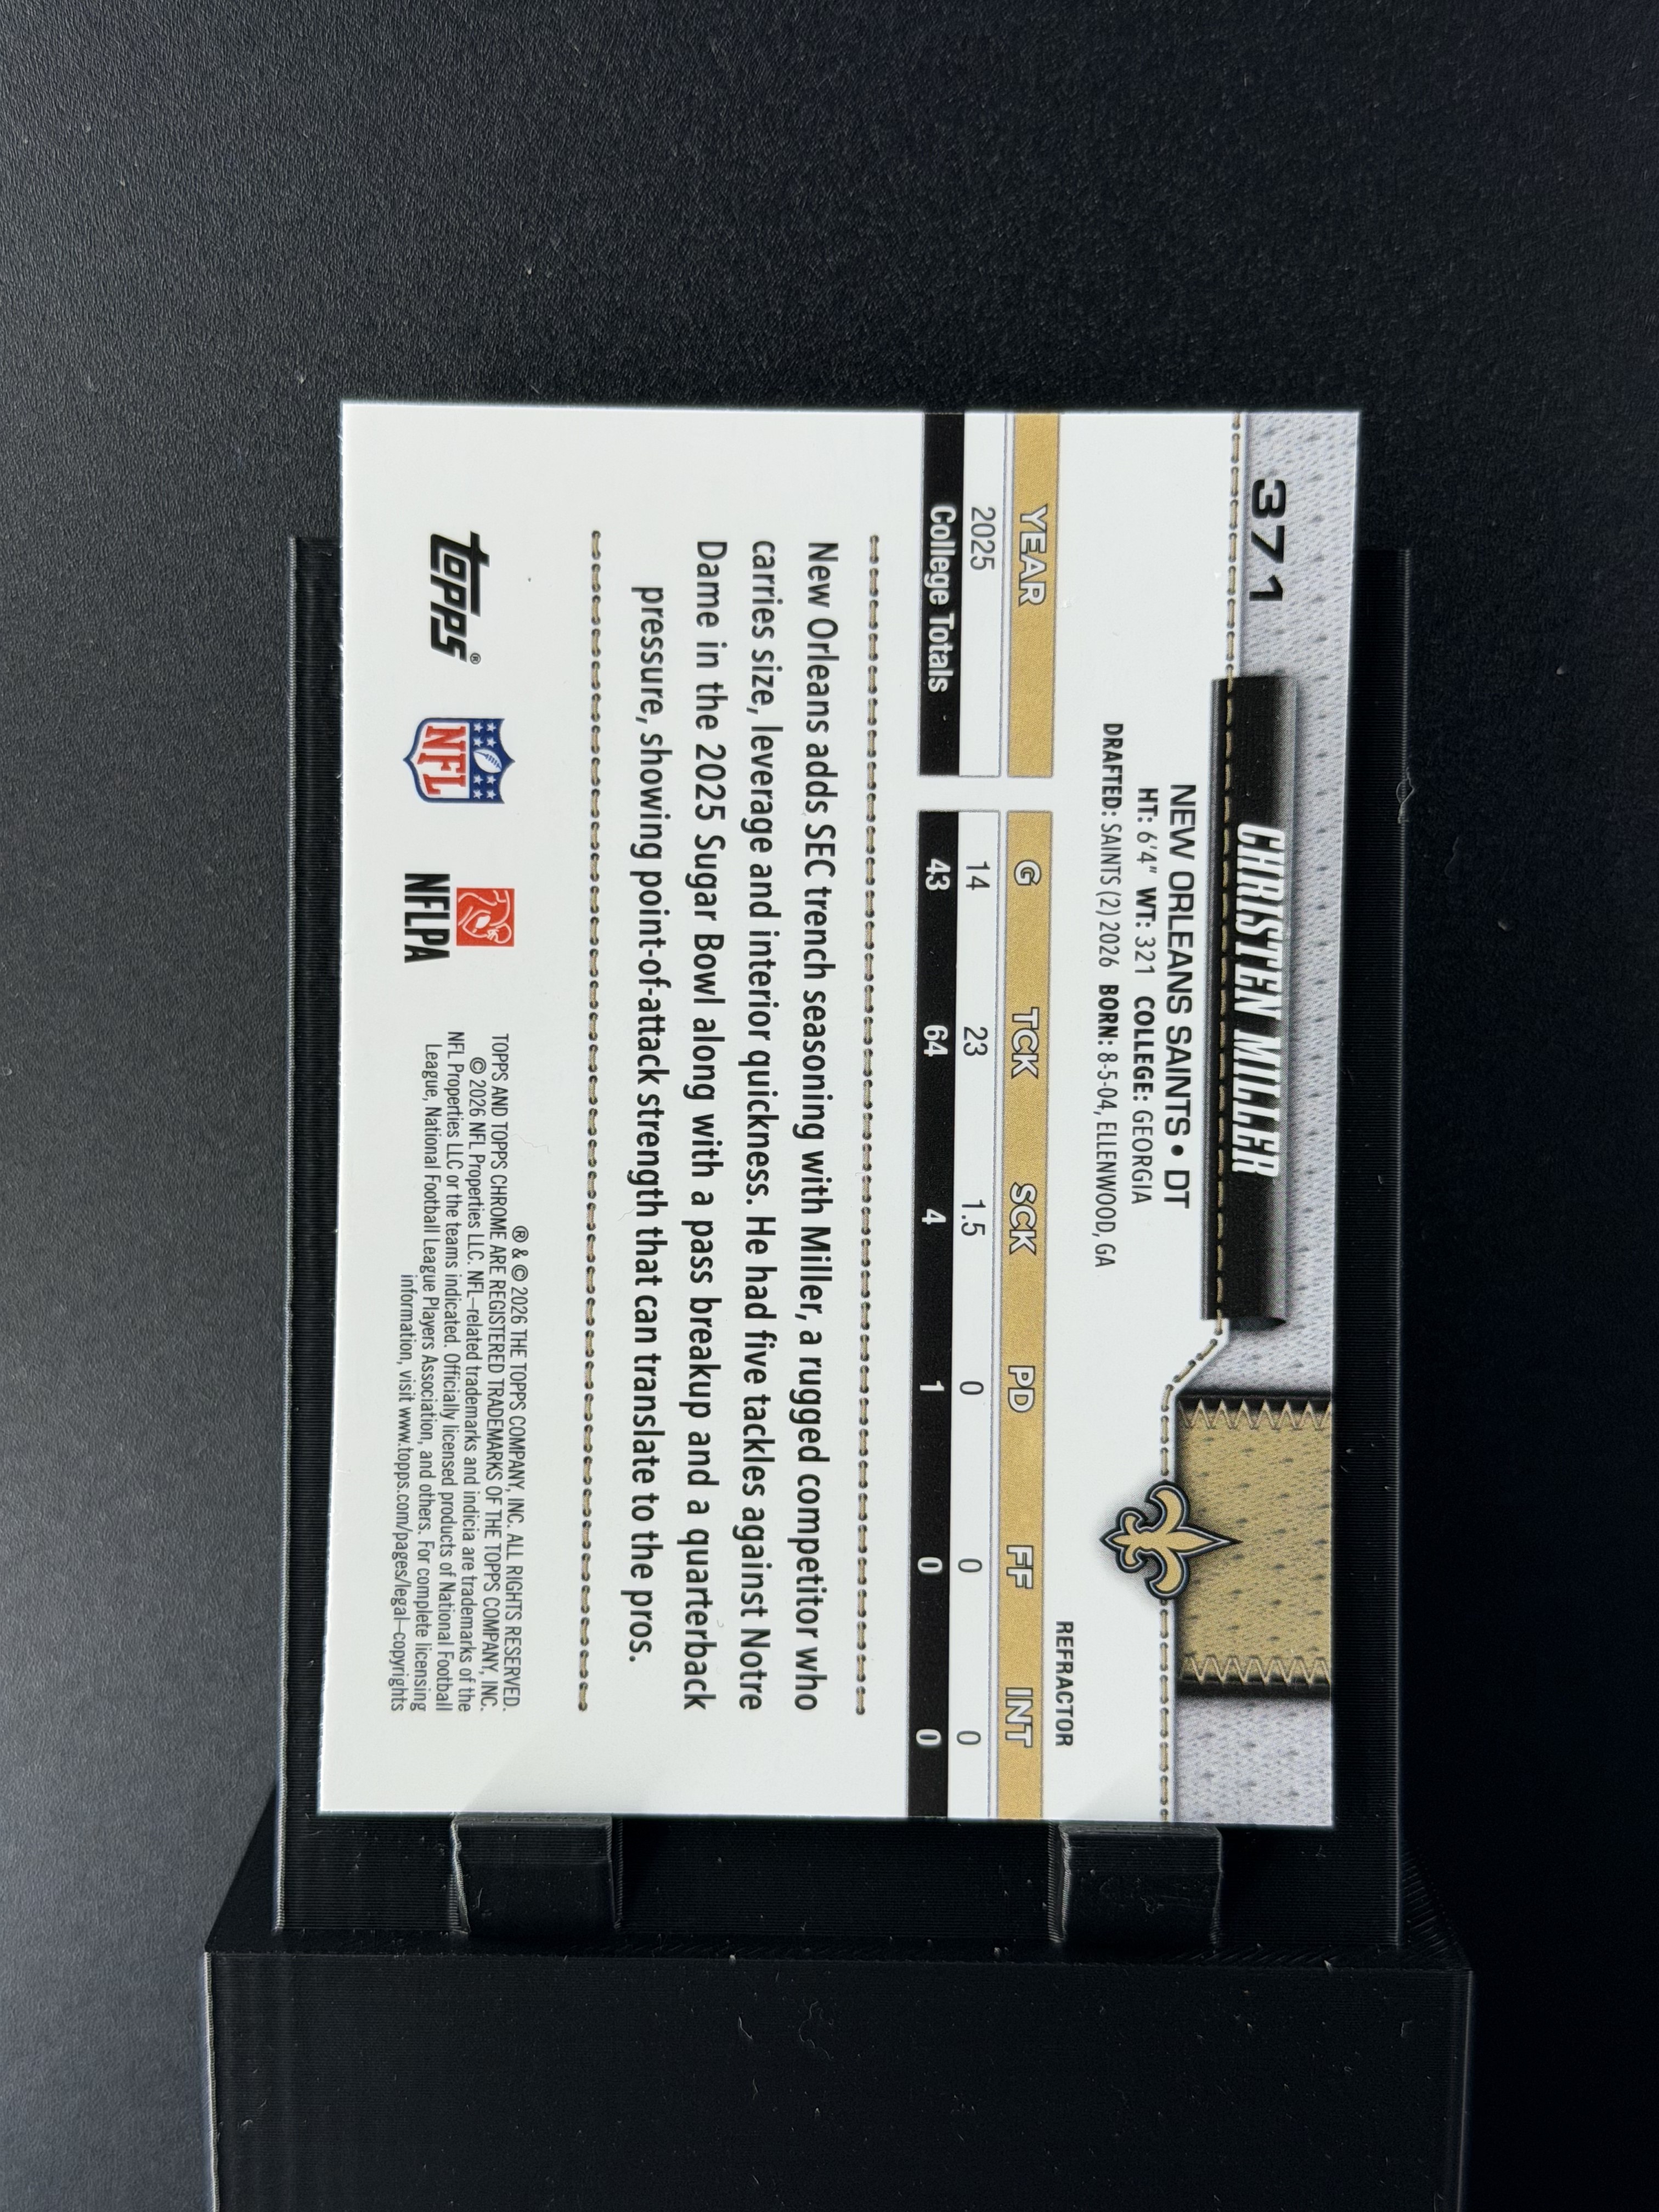 371
CHRISTEN MILLER
NEW ORLEANS SAINTS • DT
HT: 6'4" WT: 321 COLLEGE: GEORGIA
DRAFTED: SAINTS (2) 2026 BORN: 8-5-04, ELLENWOOD, GA
REFRACTOR
YEAR G TCK SCK PD FF INT
2025 14 23 1.5 0 0 0
College Totals 43 64 4 1 0 0
New Orleans adds SEC trench seasoning with Miller, a rugged competitor who
carries size, leverage and interior quickness. He had five tackles against Notre
Dame in the 2025 Sugar Bowl along with a pass breakup and a quarterback
pressure, showing point-of-attack strength that can translate to the pros.
topps®
NFL
NFLPA
® & © 2026 THE TOPPS COMPANY, INC. ALL RIGHTS RESERVED.
TOPPS AND TOPPS CHROME ARE REGISTERED TRADEMARKS OF THE TOPPS COMPANY, INC.
© 2026 NFL Properties LLC. NFL–related trademarks and indicia are trademarks of the
NFL Properties LLC or the teams indicated. Officially licensed products of National Football
League, National Football League Players Association, and others. For complete licensing
information, visit www.topps.com/pages/legal–copyrights